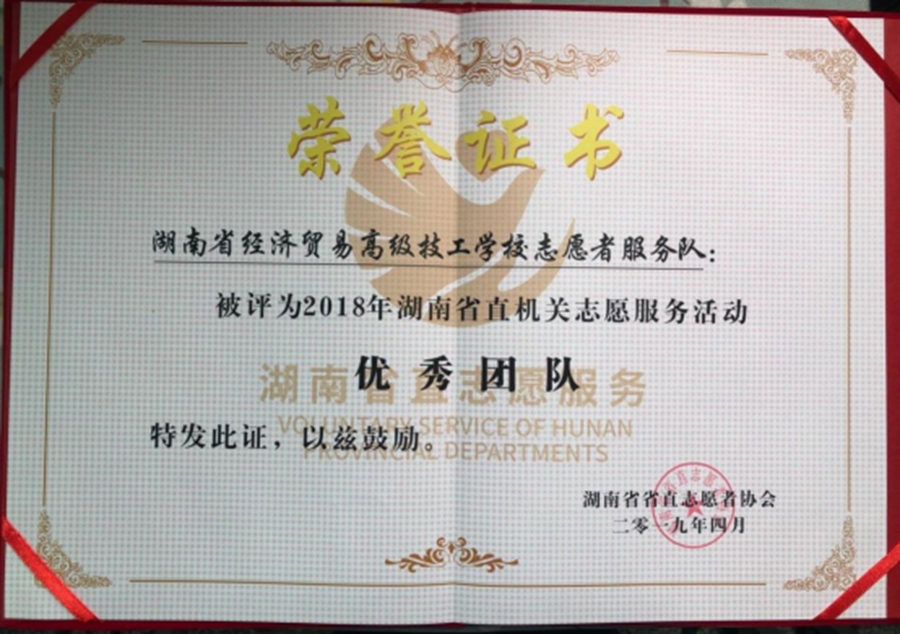 荣誉证书
湖南省经济贸易高级技工学校志愿者服务队：
被评为2018年湖南省直机关志愿服务活动
优秀团队
湖南省直志愿服务
VOLUNTARY SERVICE OF HUNAN
PROVINCIAL DEPARTMENTS
特发此证，以兹鼓励。
湖南省省直志愿者协会
二零一九年四月